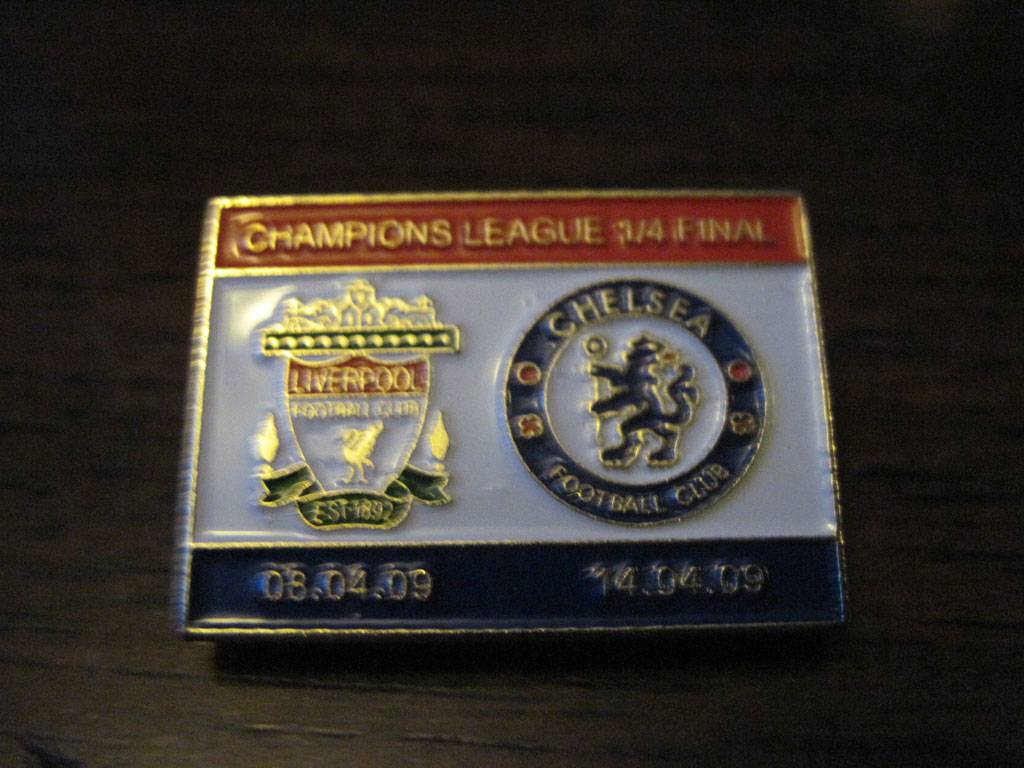 CHAMPIONS LEAGUE 1/4 FINAL
LIVERPOOL
FOOTBALL CLUB
EST·1892
CHELSEA
FOOTBALL CLUB
08.04.09
14.04.09